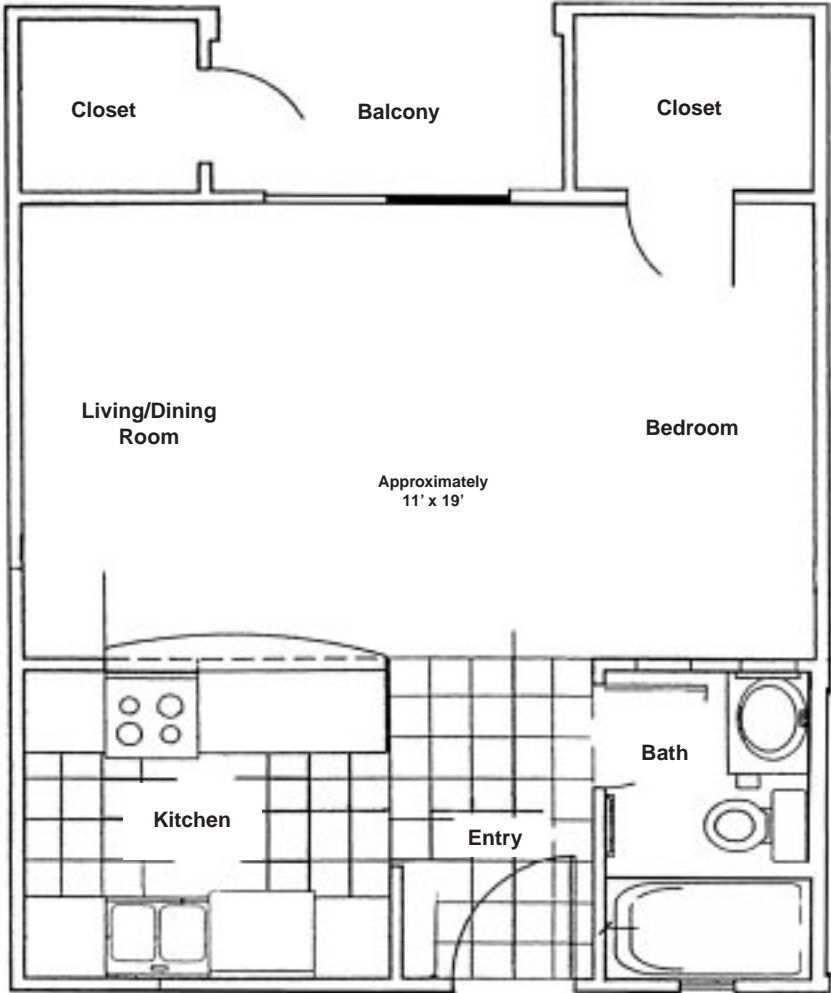 Closet
Balcony
Closet
Living/Dining
Room
Bedroom
Approximately
11’ x 19’
Bath
Kitchen
Entry